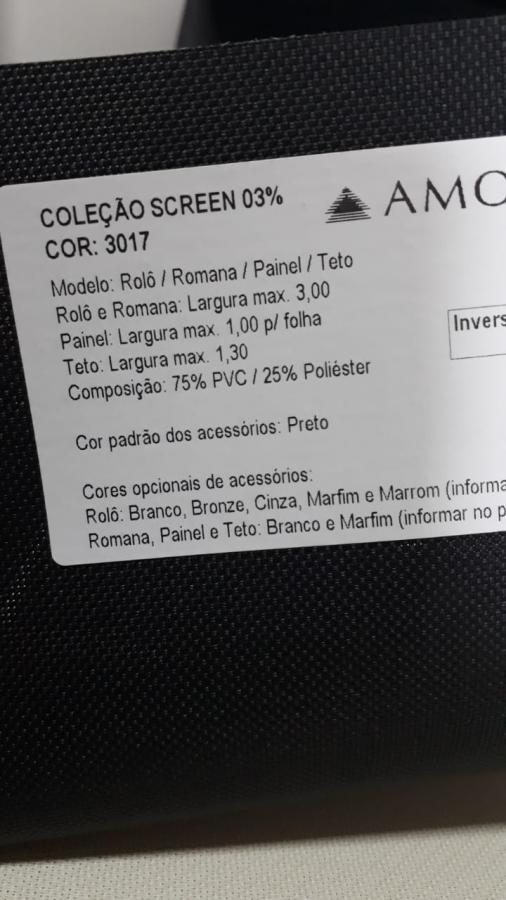 COLEÇÃO SCREEN 03%
COR: 3017
AMO
Modelo: Rolô / Romana / Painel / Teto
Rolô e Romana: Largura max. 3,00
Painel: Largura max. 1,00 p/ folha
Teto: Largura max. 1,30
Composição: 75% PVC / 25% Poliéster
Invers
Cor padrão dos acessórios: Preto
Cores opcionais de acessórios:
Rolô: Branco, Bronze, Cinza, Marfim e Marrom (informa
Romana, Painel e Teto: Branco e Marfim (informar no p